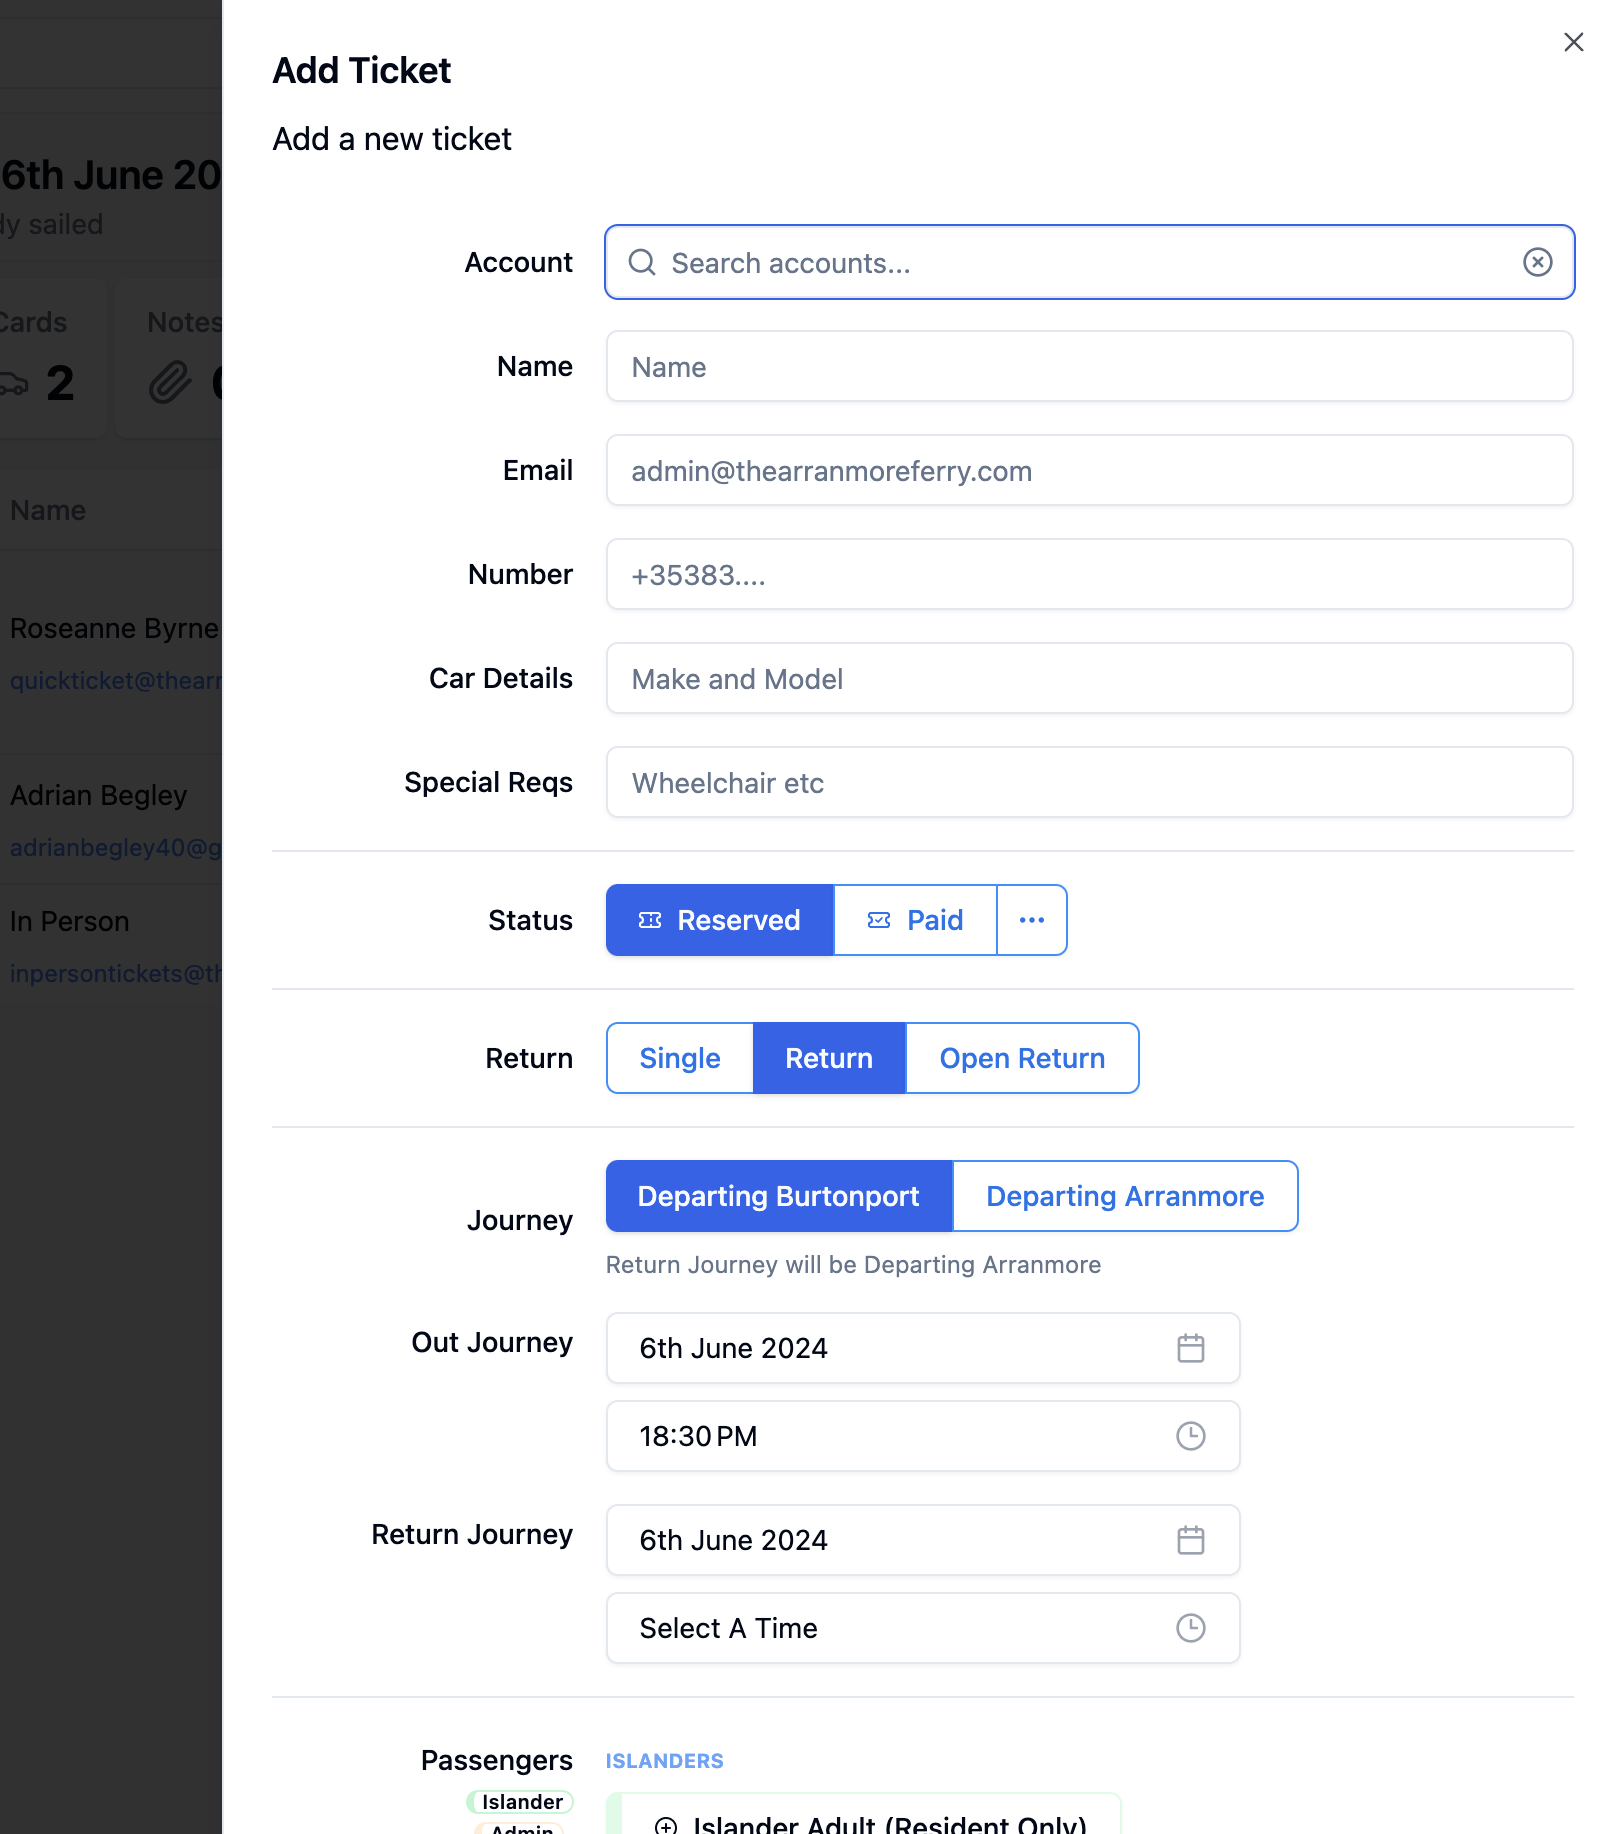 Add Ticket
Add a new ticket
6th June 20
dy sailed
Cards
Notes
2
Name
Roseanne Byrne
quickticket@thearr
Adrian Begley
adrianbegley40@g
In Person
inpersontickets@th
Account
Search accounts...
Name
Name
Email
admin@thearranmoreferry.com
Number
+35383....
Car Details
Make and Model
Special Reqs
Wheelchair etc
Status
Reserved
Paid
Return
Single
Return
Open Return
Journey
Departing Burtonport
Departing Arranmore
Return Journey will be Departing Arranmore
Out Journey
6th June 2024
18:30 PM
Return Journey
6th June 2024
Select A Time
Passengers
Islander
Admin
ISLANDERS
Islander Adult (Resident Only)